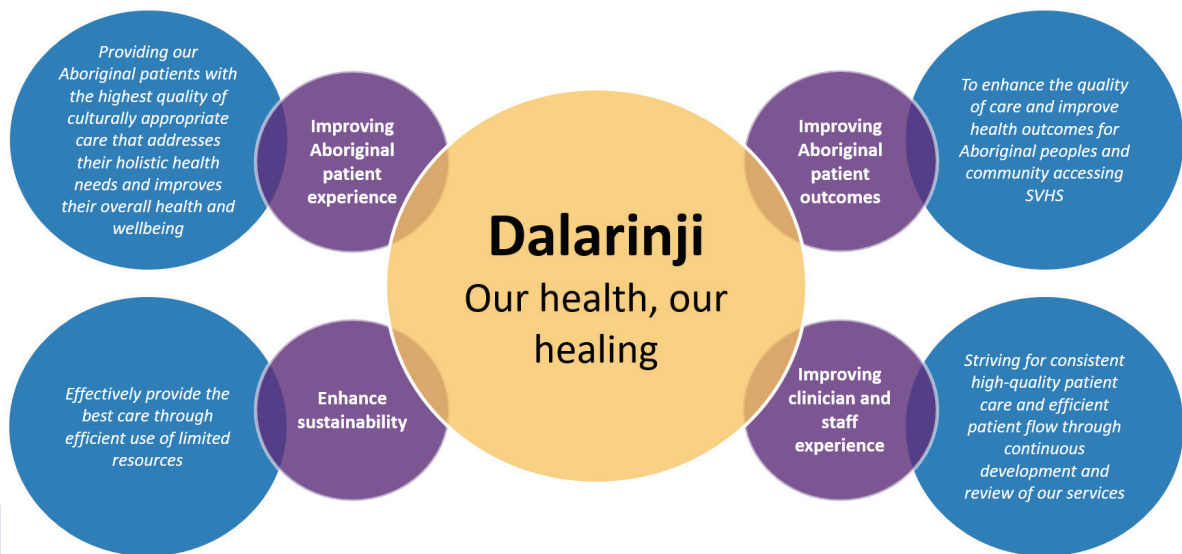 Providing our
Aboriginal patients with
the highest quality of
culturally appropriate
care that addresses
their holistic health
needs and improves
their overall health and
wellbeing
Improving
Aboriginal
patient
experience
Dalarinji
Our health, our
healing
Improving
Aboriginal
patient
outcomes
To enhance the quality
of care and improve
health outcomes for
Aboriginal peoples and
community accessing
SVHS
Effectively provide the
best care through
efficient use of limited
resources
Enhance
sustainability
Improving
clinician and
staff
experience
Striving for consistent
high-quality patient
care and efficient
patient flow through
continuous
development and
review of our services